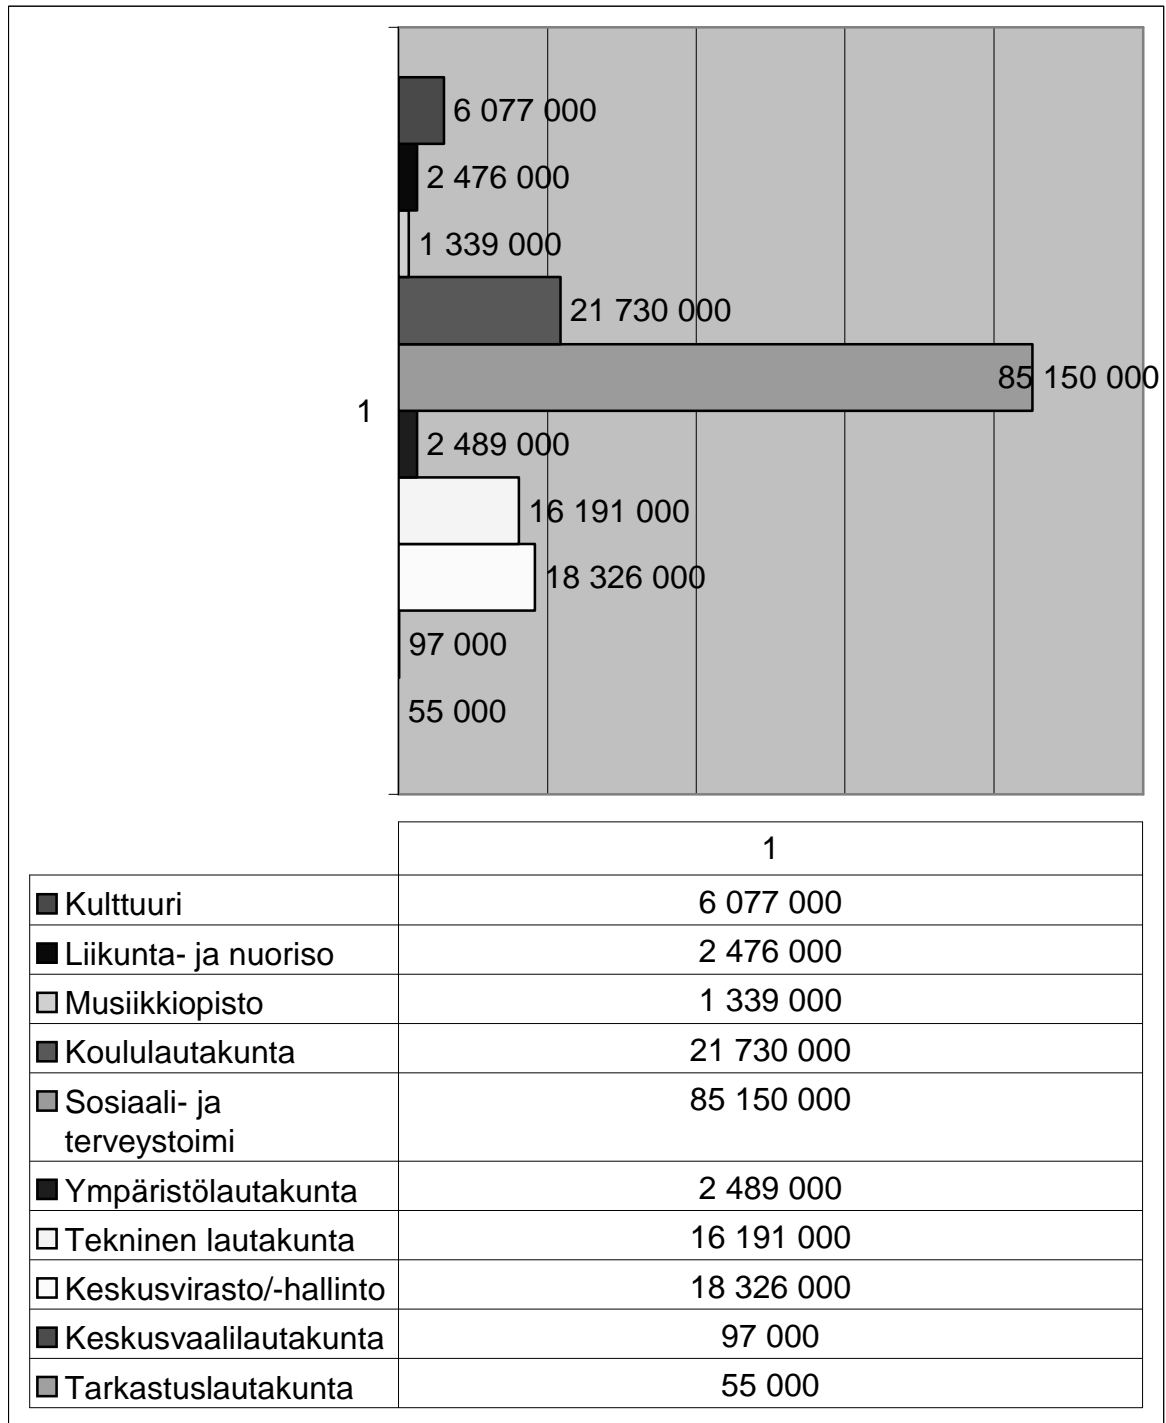 6 077 000
2 476 000
1 339 000
21 730 000
85 150 000
1
2 489 000
16 191 000
18 326 000
97 000
55 000
1
Kulttuuri 6 077 000
Liikunta- ja nuoriso 2 476 000
Musiikkiopisto 1 339 000
Koululautakunta 21 730 000
Sosiaali- ja 85 150 000
terveystoimi
Ympäristölautakunta 2 489 000
Tekninen lautakunta 16 191 000
Keskusvirasto/-hallinto 18 326 000
Keskusvaalilautakunta 97 000
Tarkastuslautakunta 55 000